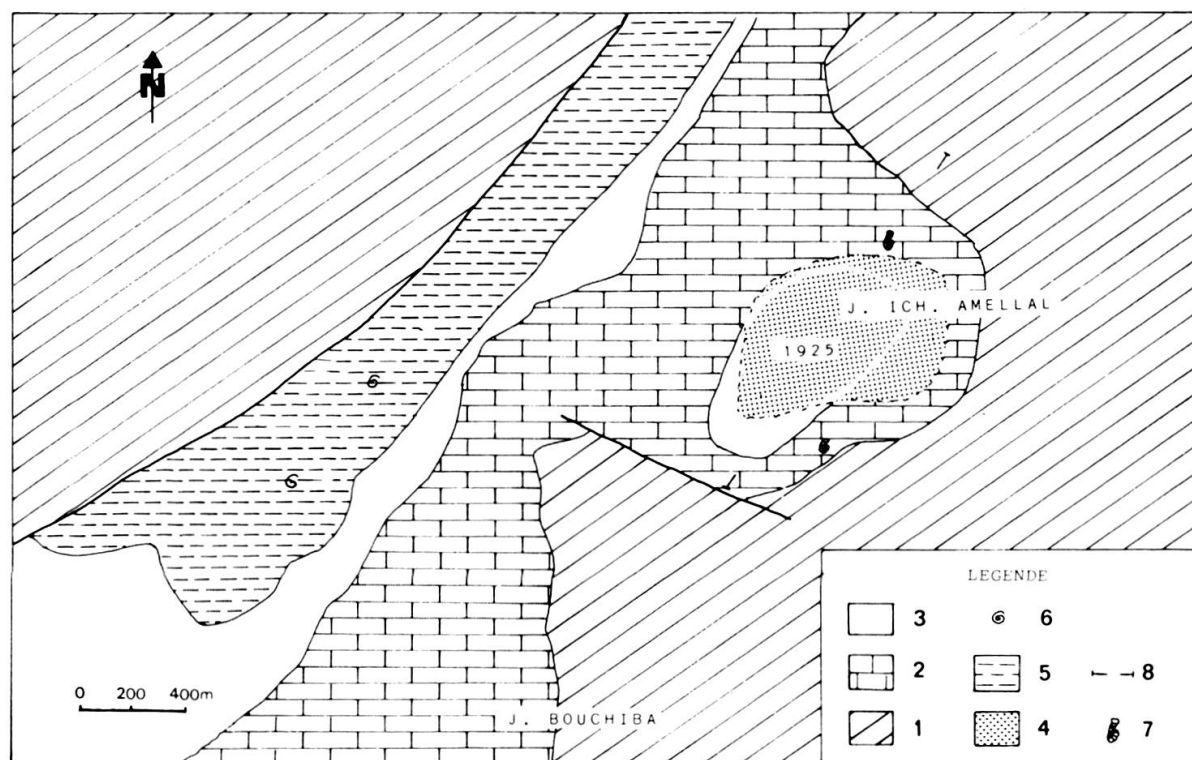 N
J. ICH. AMELLAL
1925
0 200 400m
J. BOUCHIBA
LEGENDE
3 6
2 5 8
1 4 7